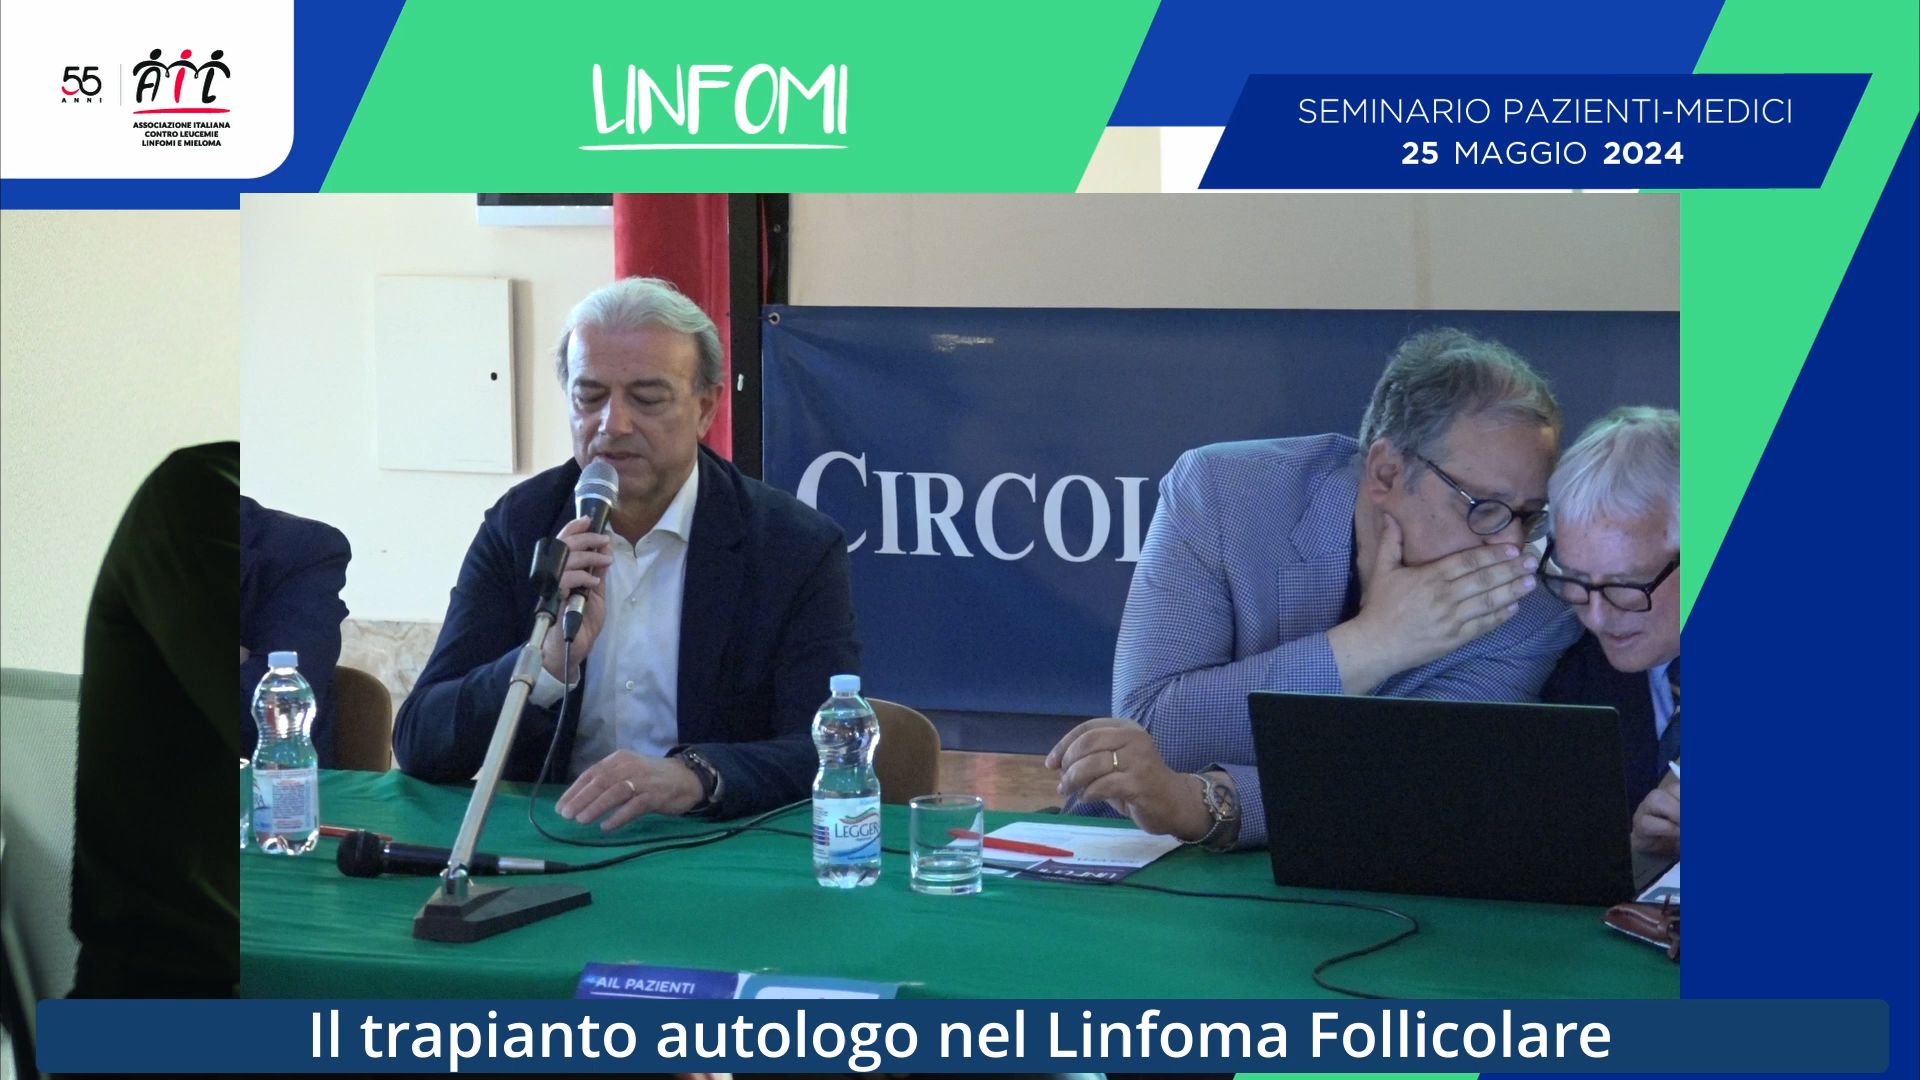 55
ANNI
AIL
ASSOCIAZIONE ITALIANA
CONTRO LEUCEMIE
LINFOMI E MIELOMA
LINFOMI
SEMINARIO PAZIENTI-MEDICI
25 MAGGIO 2024
CIRCOL
LEGGER
AIL PAZIENTI
Il trapianto autologo nel Linfoma Follicolare